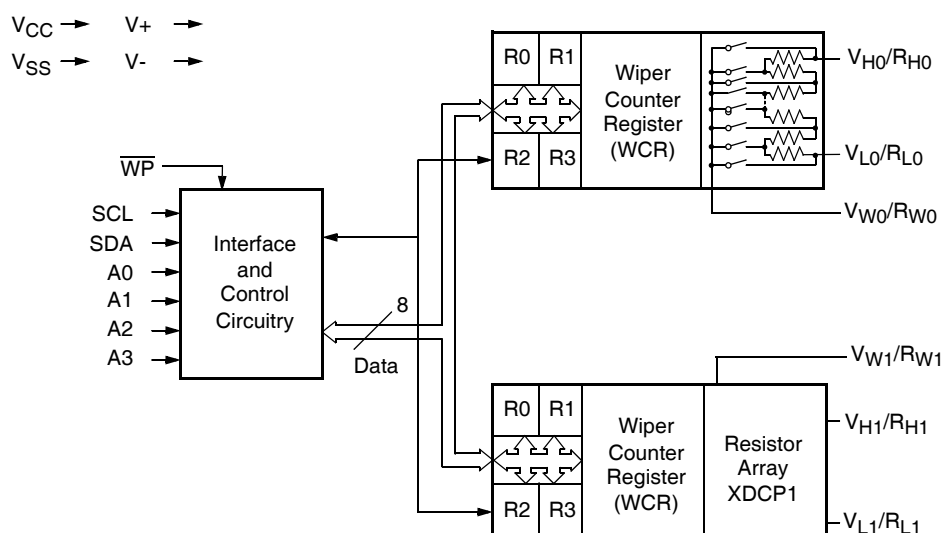 VCC V+
VSS V-
WP
SCL
SDA
A0
A1
A2
A3
Interface
and
Control
Circuitry
8
Data
R0 R1
R2 R3
Wiper
Counter
Register
(WCR)
VH0/RH0
VL0/RL0
VW0/RW0
VW1/RW1
R0 R1
R2 R3
Wiper
Counter
Register
(WCR)
Resistor
Array
XDCP1
VH1/RH1
VL1/RL1